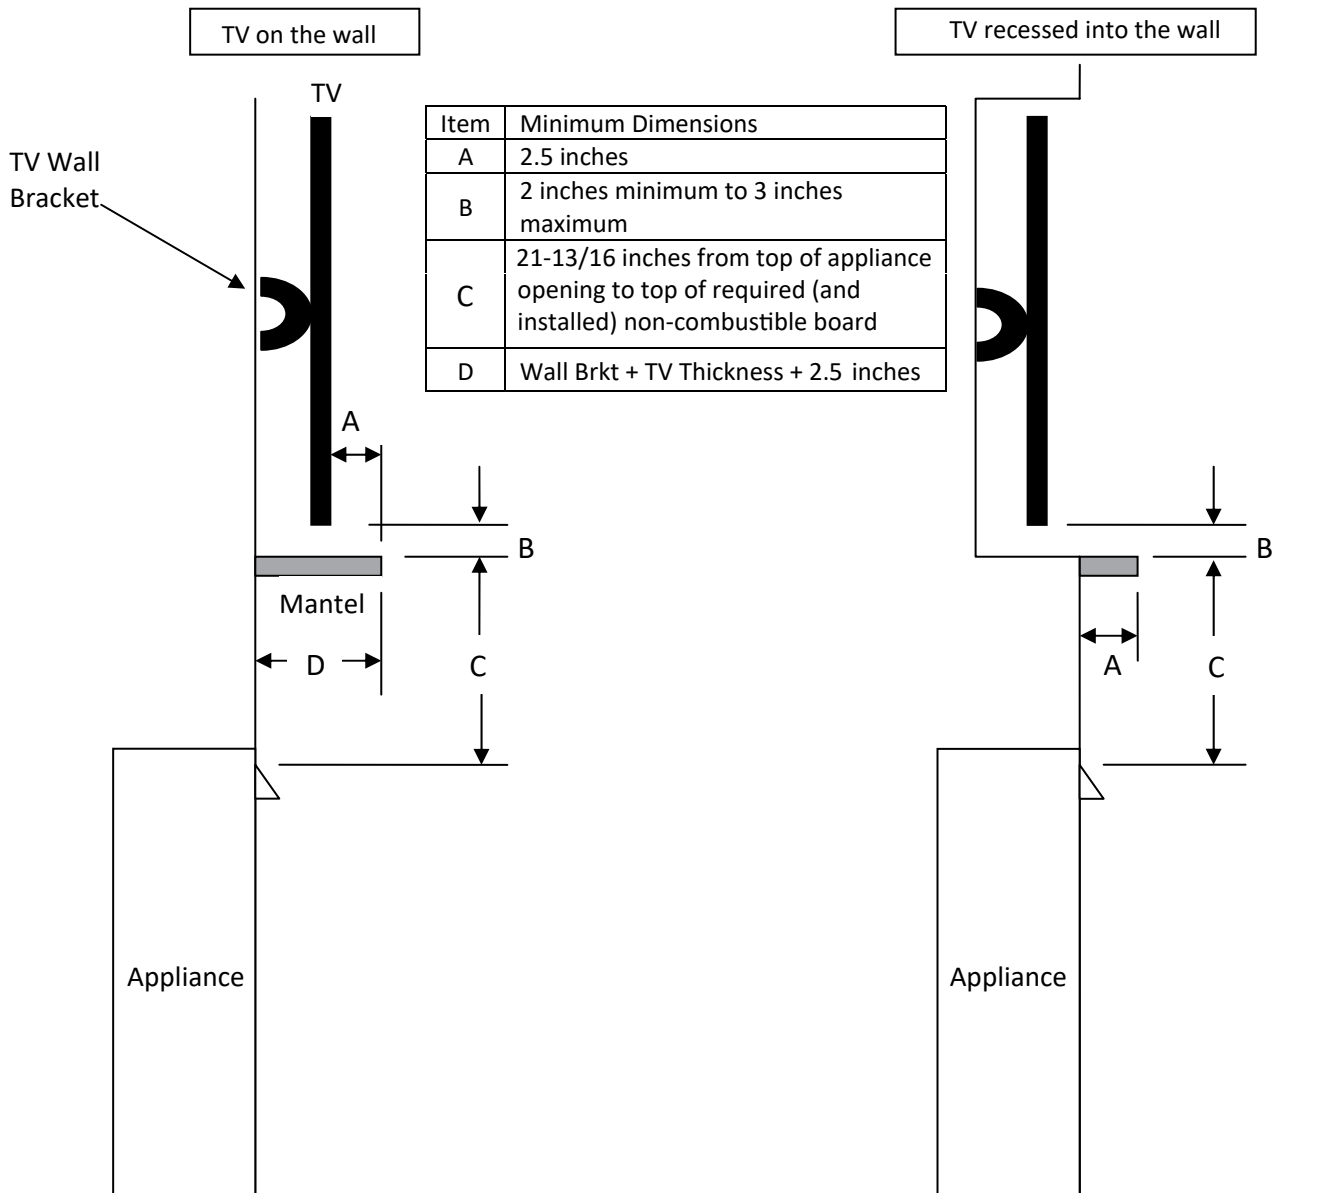 TV on the wall
TV recessed into the wall
TV
TV Wall
Bracket
Item Minimum Dimensions
A 2.5 inches
B 2 inches minimum to 3 inches
maximum
C 21-13/16 inches from top of appliance
opening to top of required (and
installed) non-combustible board
D Wall Brkt + TV Thickness + 2.5 inches
A
B
Mantel
D
C
Appliance
B
A
C
Appliance